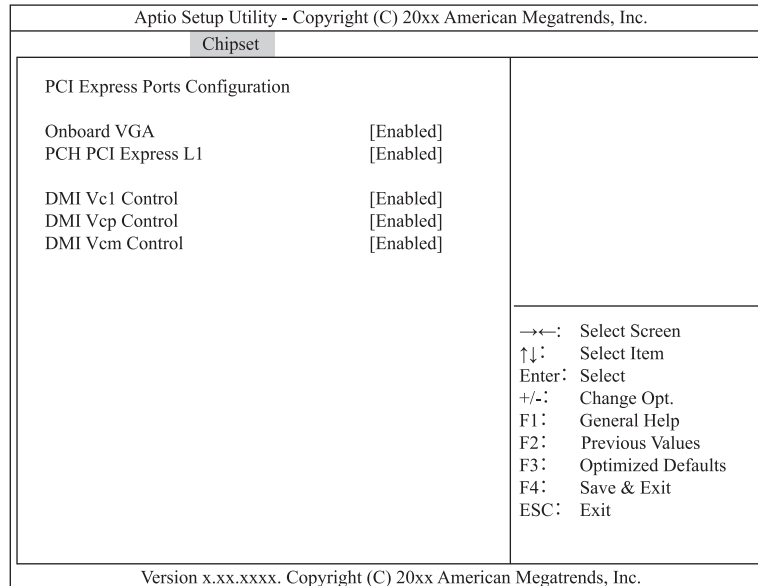 Aptio Setup Utility - Copyright (C) 20xx American Megatrends, Inc.
Chipset
PCI Express Ports Configuration
Onboard VGA [Enabled]
PCH PCI Express L1 [Enabled]
DMI Vc1 Control [Enabled]
DMI Vcp Control [Enabled]
DMI Vcm Control [Enabled]
→←: Select Screen
↑↓: Select Item
Enter: Select
+/-: Change Opt.
F1: General Help
F2: Previous Values
F3: Optimized Defaults
F4: Save & Exit
ESC: Exit
Version x.xx.xxxx. Copyright (C) 20xx American Megatrends, Inc.